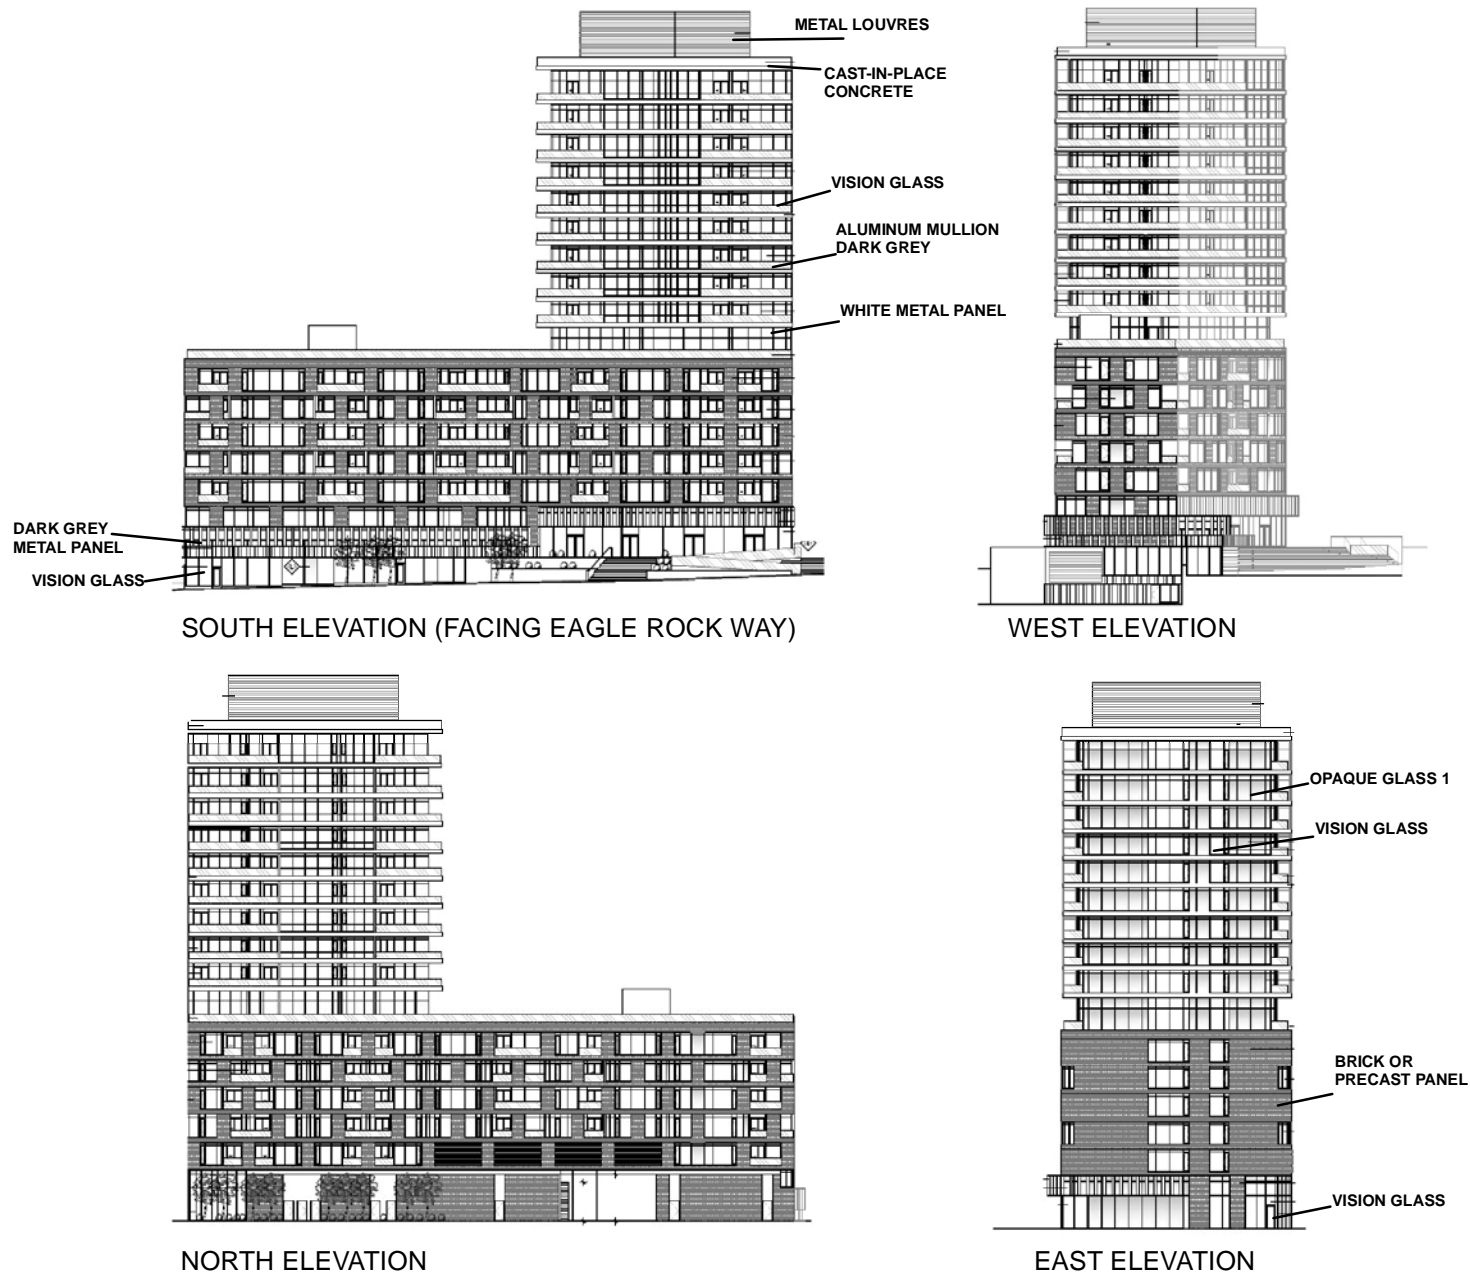 METAL LOUVRES
CAST-IN-PLACE
CONCRETE
VISION GLASS
ALUMINUM MULLION
DARK GREY
WHITE METAL PANEL
DARK GREY
METAL PANEL
VISION GLASS
SOUTH ELEVATION (FACING EAGLE ROCK WAY)
WEST ELEVATION
OPAQUE GLASS 1
VISION GLASS
BRICK OR
PRECAST PANEL
VISION GLASS
NORTH ELEVATION
EAST ELEVATION